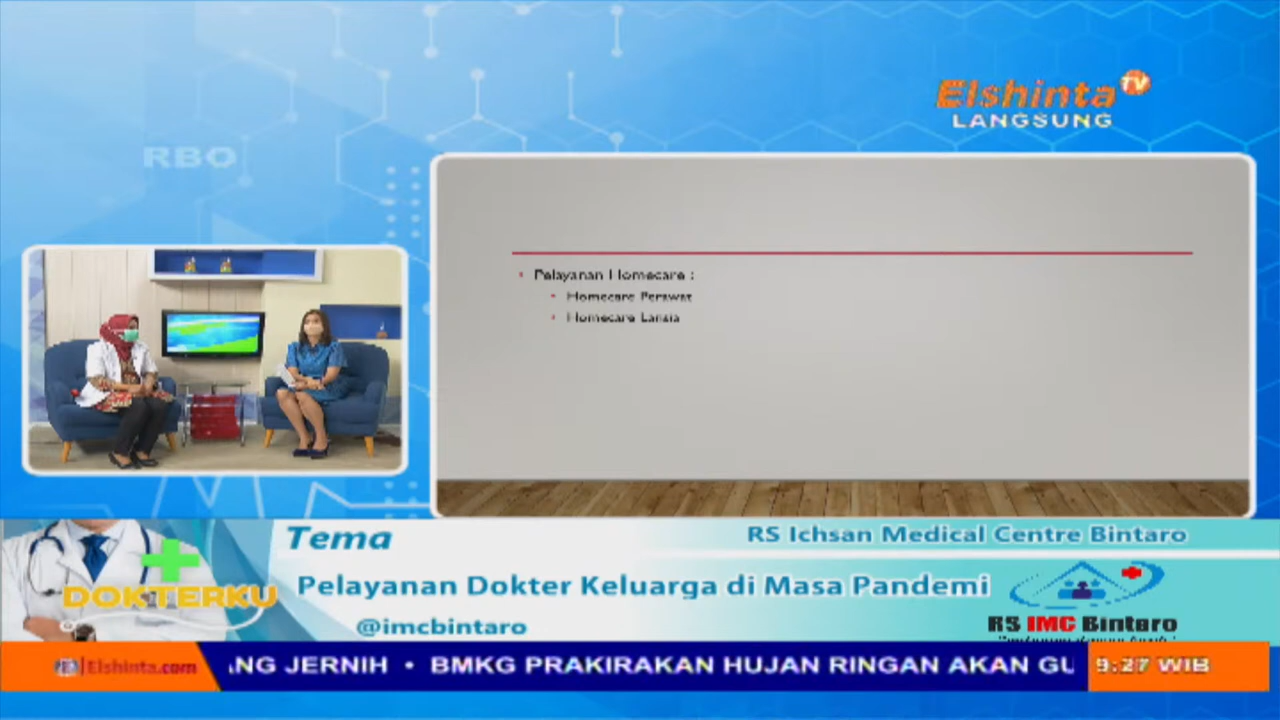 Elshinta TV
LANGSUNG
RBO
Pelayanan Homecare :
Homecare Perawat
Homecare Lansia
Tema
RS Ichsan Medical Centre Bintaro
DOKTERKU
Pelayanan Dokter Keluarga di Masa Pandemi
@imcbintaro
RS IMC Bintaro
Elshinta.com
ANG JERNIH • BMKG PRAKIRAKAN HUJAN RINGAN AKAN GU
9:27 WIB